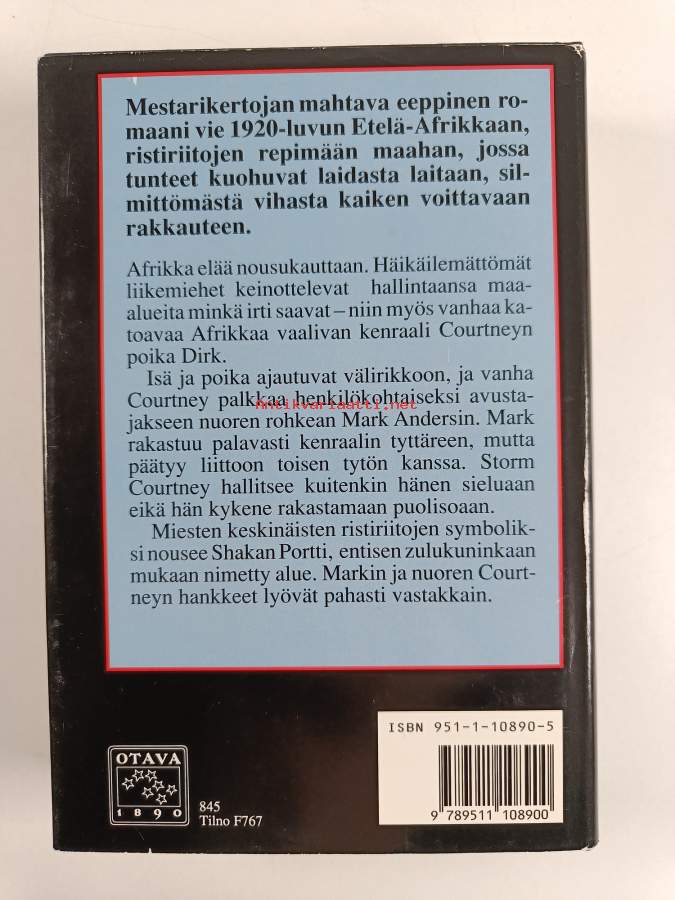 Mestarikertojan mahtava eeppinen ro-
maani vie 1920-luvun Etelä-Afrikkaan,
ristiriitojen repimään maahan, jossa
tunteet kuohuvat laidasta laitaan, sil-
mittömästä vihasta kaiken voittavaan
rakkauteen.
Afrikka elää nousukauttaan. Häikäilemättömät
liikemiehet keinottelevat hallintaansa maa-
alueita minkä irti saavat – niin myös vanhaa ka-
toavaa Afrikkaa vaalivan kenraali Courtneyn
poika Dirk.
Isä ja poika ajautuvat välirikkoon, ja vanha
Courtney palkkaa henkilökohtaiseksi avusta-
Antikvariaatti.net
jakseen nuoren rohkean Mark Andersin. Mark
rakastuu palavasti kenraalin tyttäreen, mutta
päätyy liittoon toisen tytön kanssa. Storm
Courtney hallitsee kuitenkin hänen sieluaan
eikä hän kykene rakastamaan puolisoaan.
Miesten keskinäisten ristiriitojen symbolik-
si nousee Shakan Portti, entisen zulukuninkaan
mukaan nimetty alue. Markin ja nuoren Court-
neyn hankkeet lyövät pahasti vastakkain.
ISBN 951-1-10890-5
OTAVA
1890
845
Tilno F767
9 789511 108900